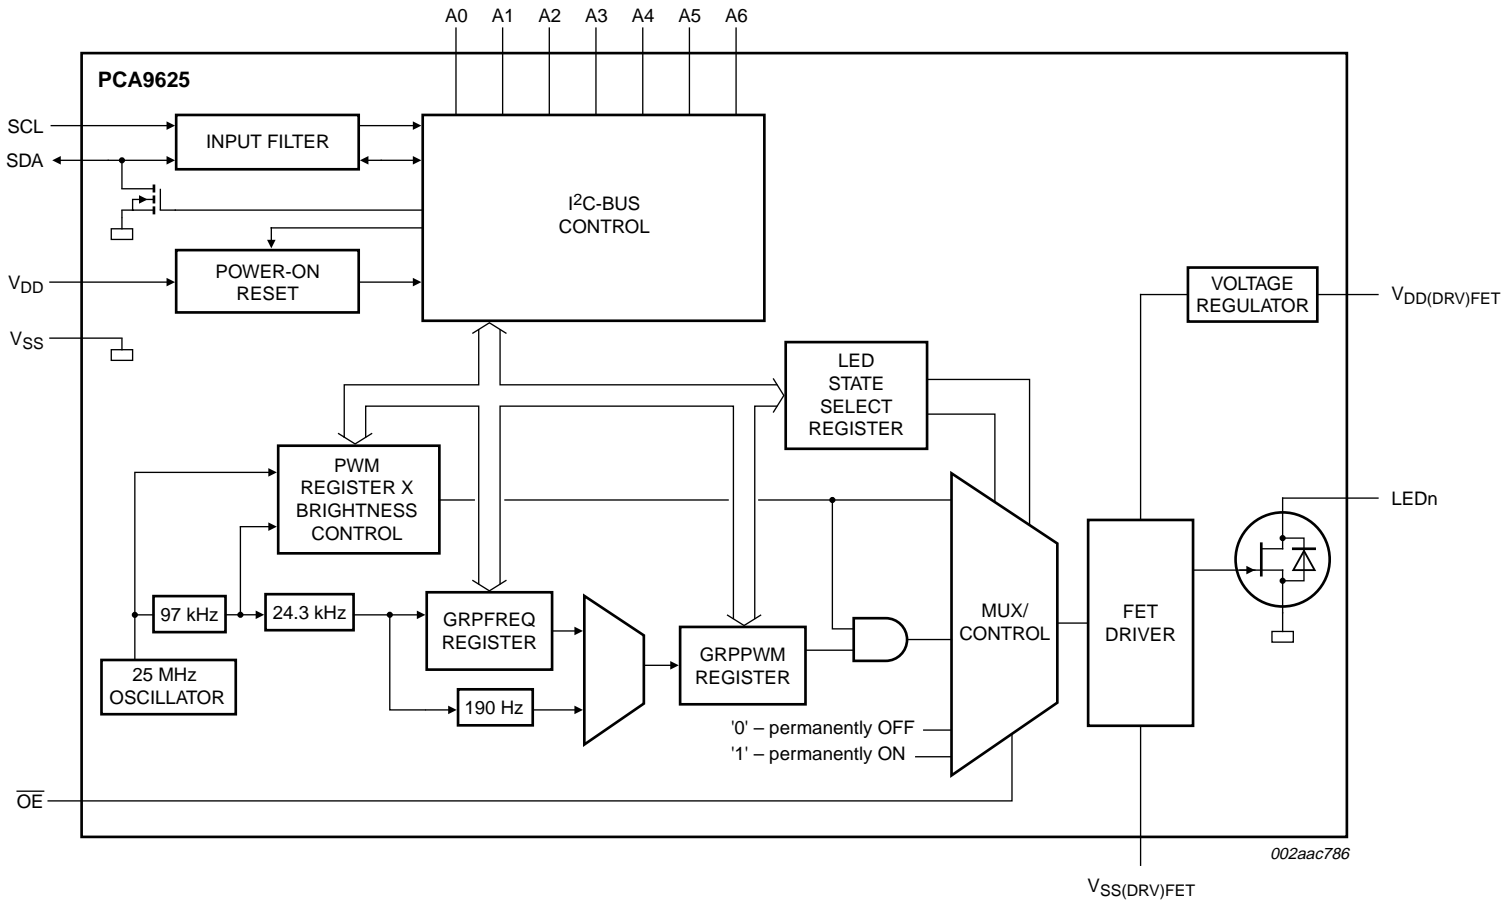 A0 A1 A2 A3 A4 A5 A6
PCA9625
SCL
SDA
INPUT FILTER
I2C-BUS
CONTROL
POWER-ON
RESET
VDD
VSS
VOLTAGE
REGULATOR
VDD(DRV)FET
LED
STATE
SELECT
REGISTER
PWM
REGISTER X
BRIGHTNESS
CONTROL
LEDn
97 kHz
24.3 kHz
GRPFREQ
REGISTER
MUX/
CONTROL
FET
DRIVER
25 MHz
OSCILLATOR
190 Hz
GRPPWM
REGISTER
'0' – permanently OFF
'1' – permanently ON
OE
002aac786
VSS(DRV)FET